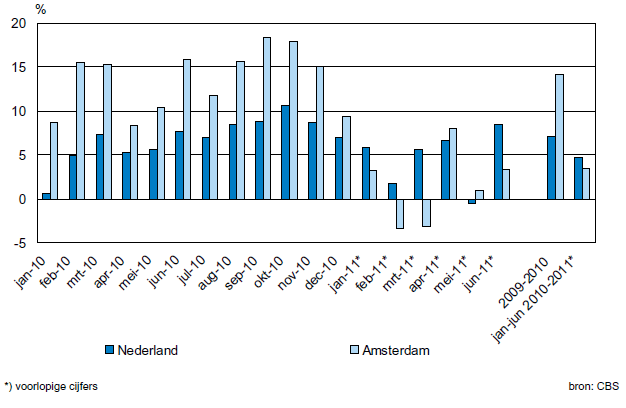 %
20
15
10
5
0
-5
jan-10
feb-10
mrt-10
apr-10
mei-10
jun-10
jul-10
aug-10
sep-10
okt-10
nov-10
dec-10
jan-11*
feb-11*
mrt-11*
apr-11*
mei-11*
jun-11*
2009-2010
jan-jun 2010-2011*
Nederland
Amsterdam
*) voorlopige cijfers
bron: CBS